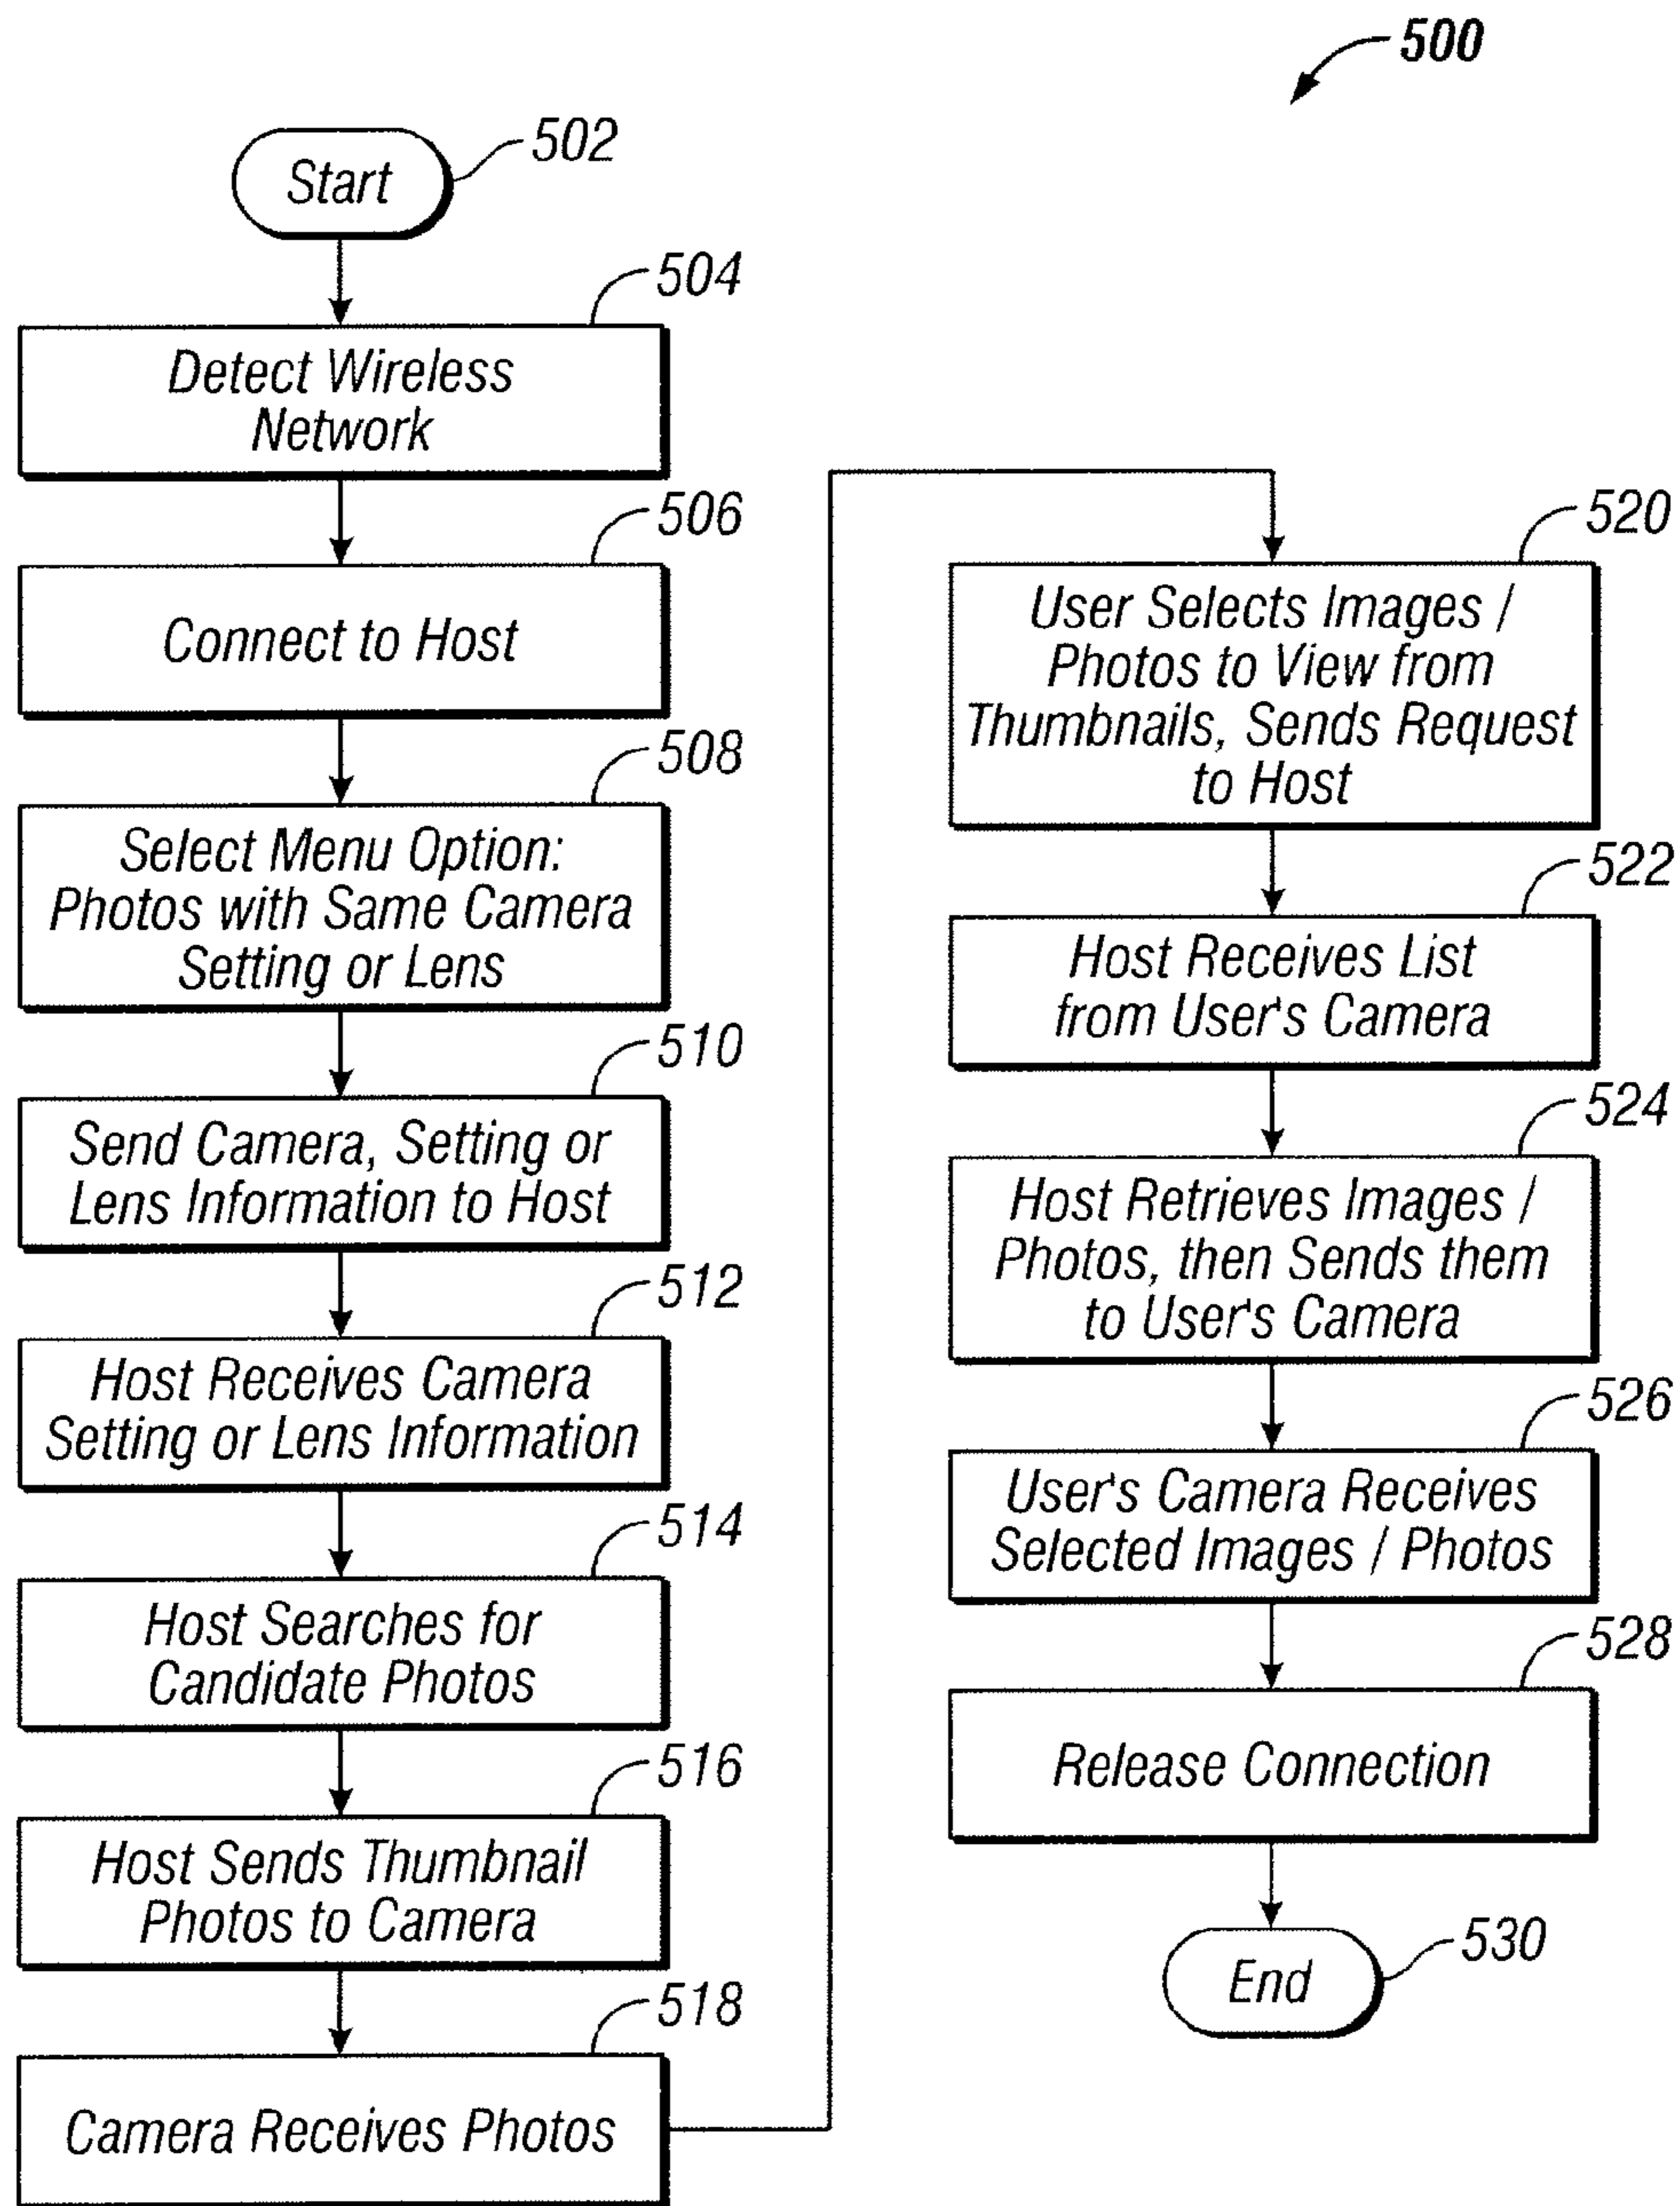 500
Start
502
504
Detect Wireless
Network
506
Connect to Host
508
Select Menu Option:
Photos with Same Camera
Setting or Lens
510
Send Camera, Setting or
Lens Information to Host
512
Host Receives Camera
Setting or Lens Information
514
Host Searches for
Candidate Photos
516
Host Sends Thumbnail
Photos to Camera
518
Camera Receives Photos
520
User Selects Images /
Photos to View from
Thumbnails, Sends Request
to Host
522
Host Receives List
from User's Camera
524
Host Retrieves Images /
Photos, then Sends them
to User's Camera
526
User's Camera Receives
Selected Images / Photos
528
Release Connection
End
530